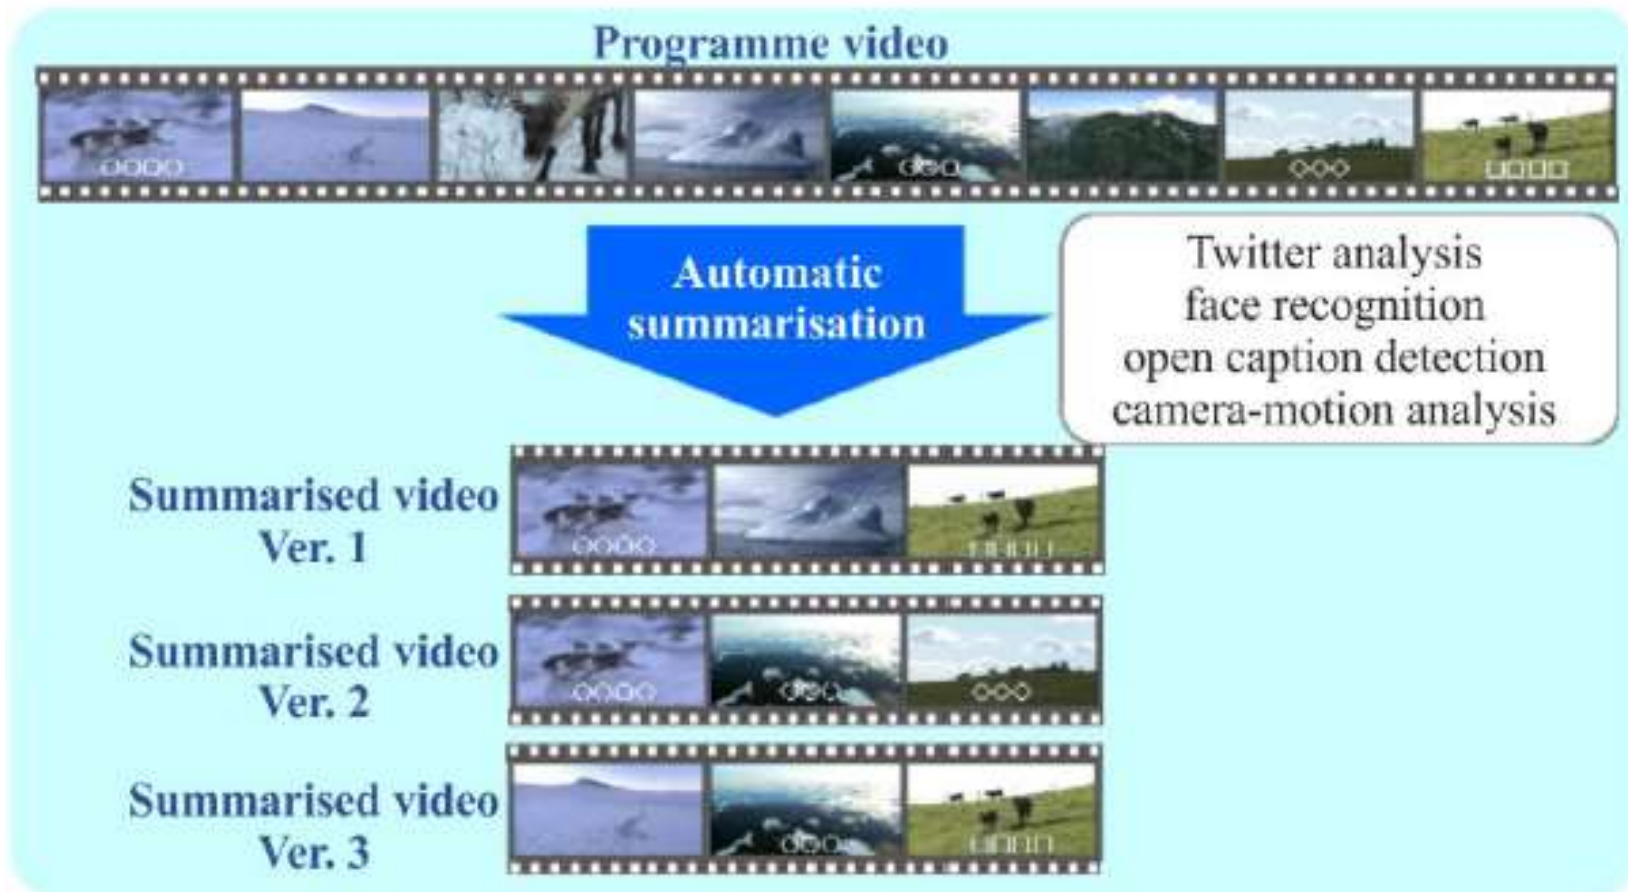 Programme video
Automatic
summarisation
Twitter analysis
face recognition
open caption detection
camera-motion analysis
Summarised video
Ver. 1
Summarised video
Ver. 2
Summarised video
Ver. 3